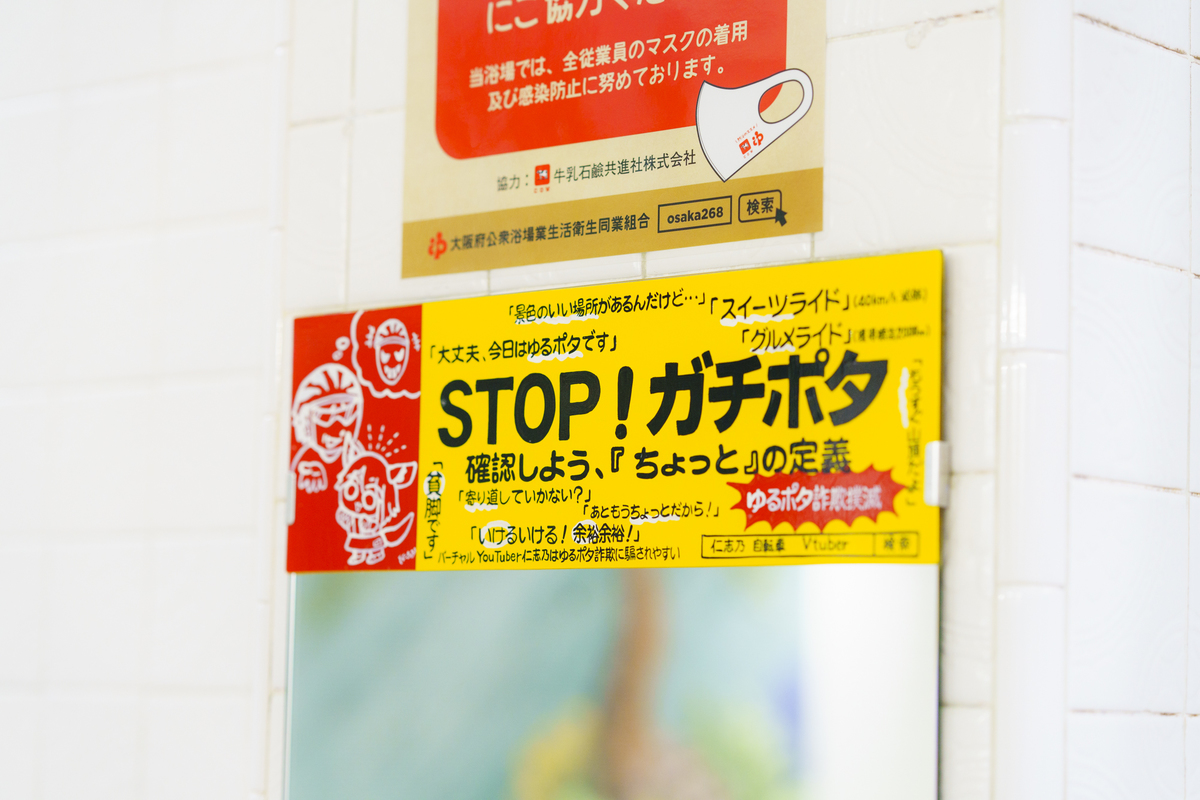 にご協力くだ
当浴場では、全従業員のマスクの着用
及び感染防止に努めております。
協力：
牛乳石鹸共進社株式会社
大阪府公衆浴場業生活衛生同業組合
osaka268
検索
「景色のいい場所があるんだけど…」
「スイーツライド」
「大丈夫、今日はゆるポタです」
「グルメライド」
STOP！ガチポタ
確認しよう、『ちょっと』の定義
「貧脚です」
「寄り道していかない？」
「あともうちょっとだから！」
ゆるポタ詐欺撲滅
「いけるいける！余裕余裕！」
バーチャルYouTuber仁志乃はゆるポタ詐欺に騙されやすい
仁志乃 自転車 Vtuber
検索